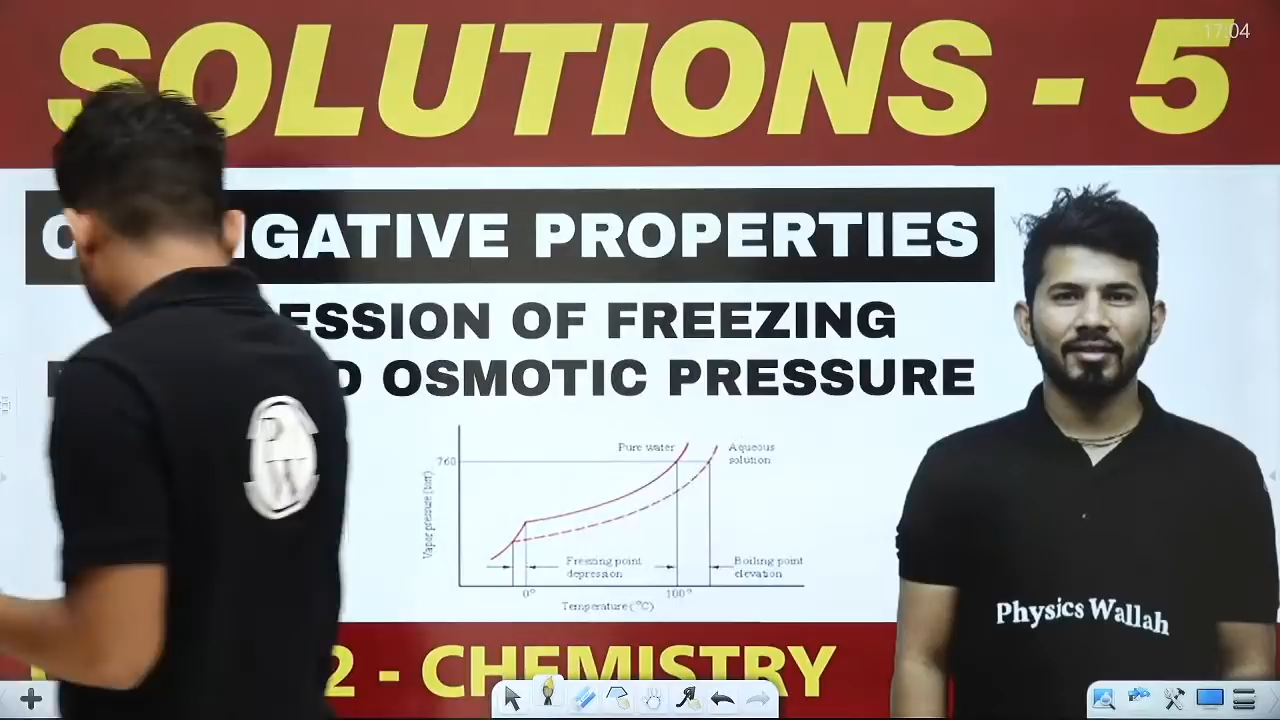 SOLUTIONS - 5
17:04
IGATIVE PROPERTIES
ESSION OF FREEZING
OSMOTIC PRESSURE
PW
Pure water
Aqueous
solution
760
Vapor pressure (torr)
Freezing point
depression
Boiling point
elevation
0°
100°
Temperature (°C)
Physics Wallah
2 - CHEMISTRY